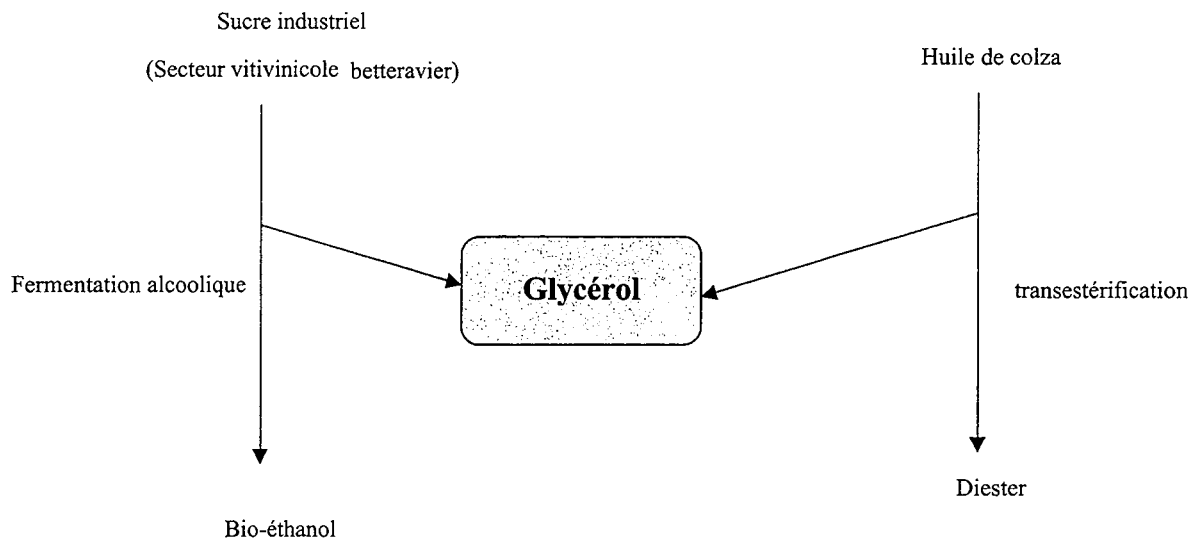 Sucre industriel
(Secteur vitivinicole betteravier)
Huile de colza
Fermentation alcoolique
Glycérol
transestérification
Diester
Bio-éthanol